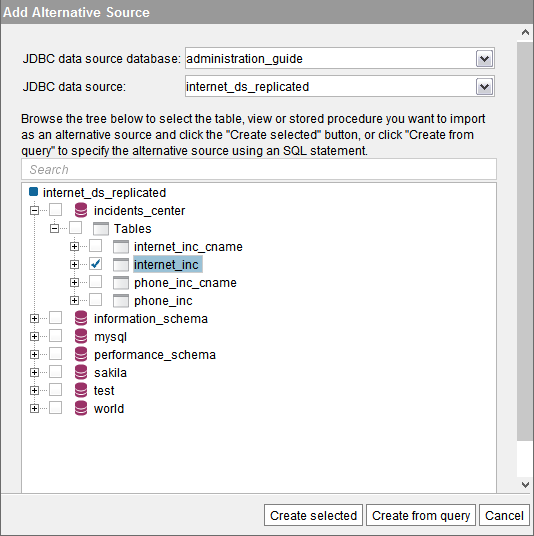 Add Alternative Source
JDBC data source database: administration_guide
JDBC data source: internet_ds_replicated
Browse the tree below to select the table, view or stored procedure you want to import
as an alternative source and click the "Create selected" button, or click "Create from
query" to specify the alternative source using an SQL statement.
Search
internet_ds_replicated
incidents_center
Tables
internet_inc_cname
internet_inc
phone_inc_cname
phone_inc
information_schema
mysql
performance_schema
sakila
test
world
Create selected Create from query Cancel